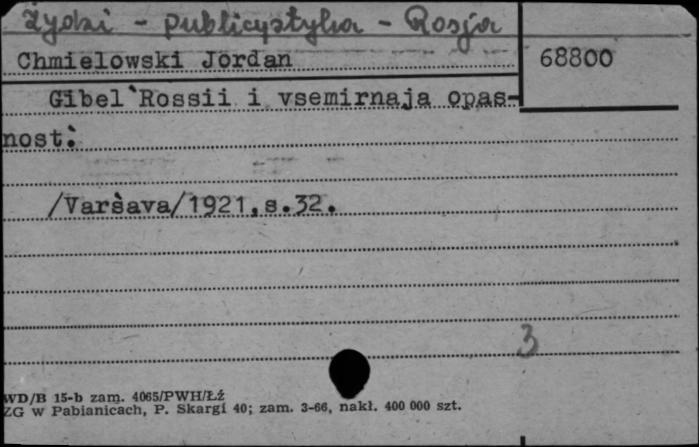 Żydzi - publicystyka - Rosja
Chmielowski Jordan
68800
Gibel`Rossii i vsemirnaja opas-
nost`.
/Varšava/1921,s.32.
3
WD/B 15-b zam. 4065/PWH/Łź
ZG w Pabianicach, P. Skargi 40; zam. 3-66, nakł. 400 000 szt.